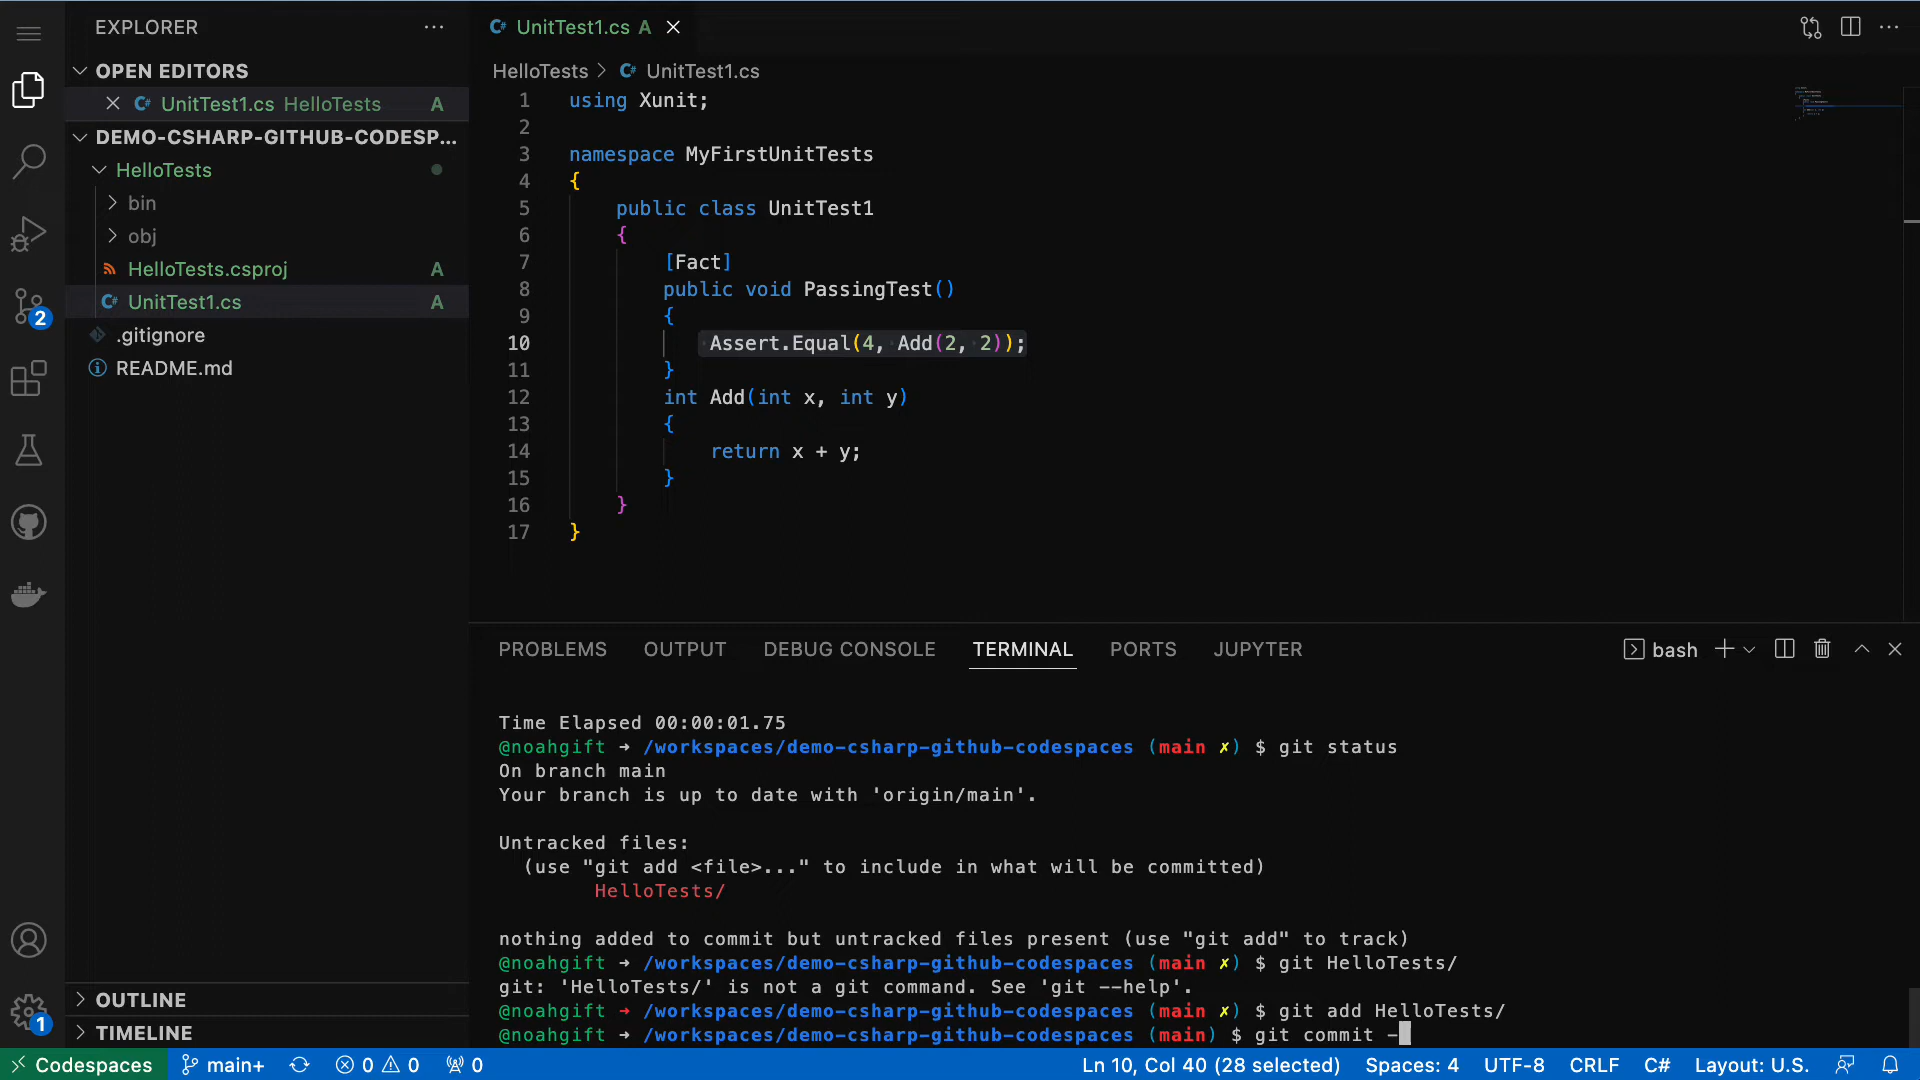 EXPLORER
OPEN EDITORS
UnitTest1.cs HelloTests A
DEMO-CSHARP-GITHUB-CODESP...
HelloTests
bin
obj
HelloTests.csproj A
C# UnitTest1.cs A
.gitignore
README.md
2
OUTLINE
TIMELINE
1
C# UnitTest1.cs A
HelloTests > C# UnitTest1.cs
1 using Xunit;
2
3 namespace MyFirstUnitTests
4 {
5 public class UnitTest1
6 {
7 [Fact]
8 public void PassingTest()
9 {
10 Assert.Equal(4, Add(2, 2));
11 }
12 int Add(int x, int y)
13 {
14 return x + y;
15 }
16 }
17 }
PROBLEMS OUTPUT DEBUG CONSOLE TERMINAL PORTS JUPYTER bash
Time Elapsed 00:00:01.75
@noahgift ➜ /workspaces/demo-csharp-github-codespaces (main ✗) $ git status
On branch main
Your branch is up to date with 'origin/main'.
Untracked files:
(use "git add <file>..." to include in what will be committed)
HelloTests/
nothing added to commit but untracked files present (use "git add" to track)
@noahgift ➜ /workspaces/demo-csharp-github-codespaces (main ✗) $ git HelloTests/
git: 'HelloTests/' is not a git command. See 'git --help'.
@noahgift ➜ /workspaces/demo-csharp-github-codespaces (main ✗) $ git add HelloTests/
@noahgift ➜ /workspaces/demo-csharp-github-codespaces (main) $ git commit -
Codespaces main+ 0 0 0 Ln 10, Col 40 (28 selected) Spaces: 4 UTF-8 CRLF C# Layout: U.S.